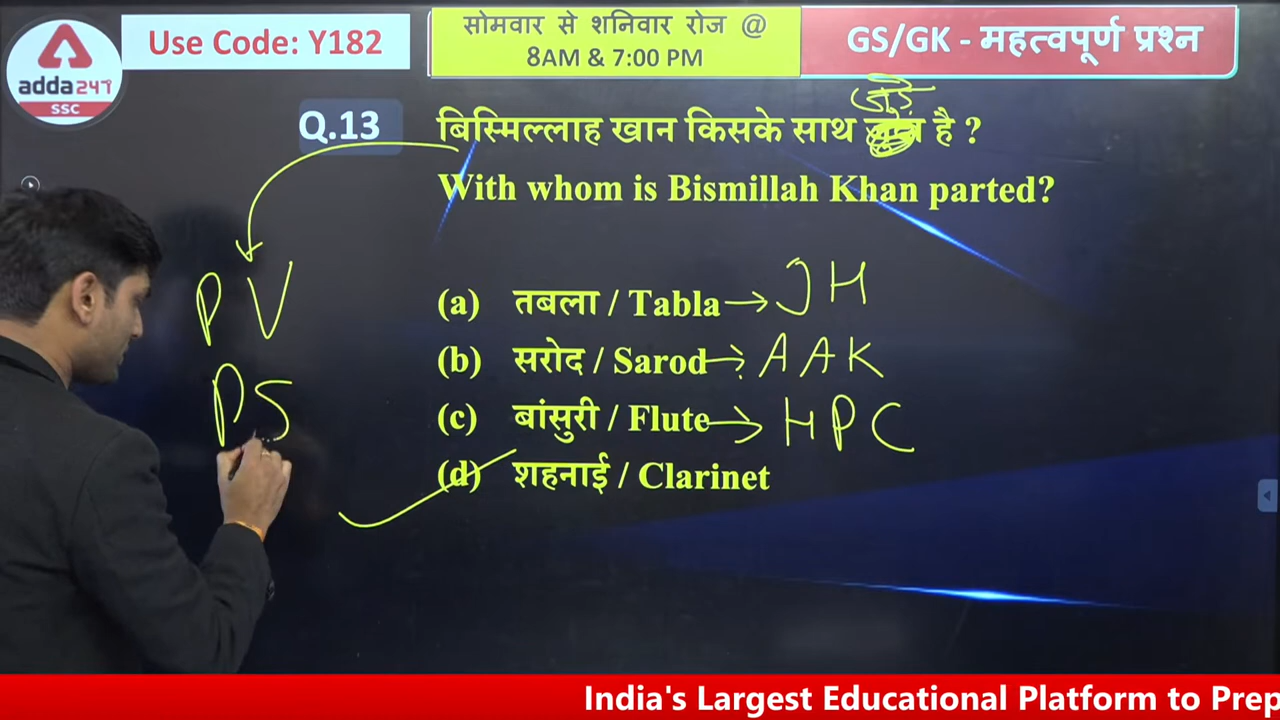 adda247
SSC
Use Code: Y182
सोमवार से शनिवार रोज @
8AM & 7:00 PM
GS/GK - महत्वपूर्ण प्रश्न
जुड़े
Q.13 बिस्मिल्लाह खान किसके साथ है ?
With whom is Bismillah Khan parted?
PV
PS
(a) तबला / Tabla → JH
(b) सरोद / Sarod → AAK
(c) बांसुरी / Flute → HPC
(d) शहनाई / Clarinet
India's Largest Educational Platform to Prep